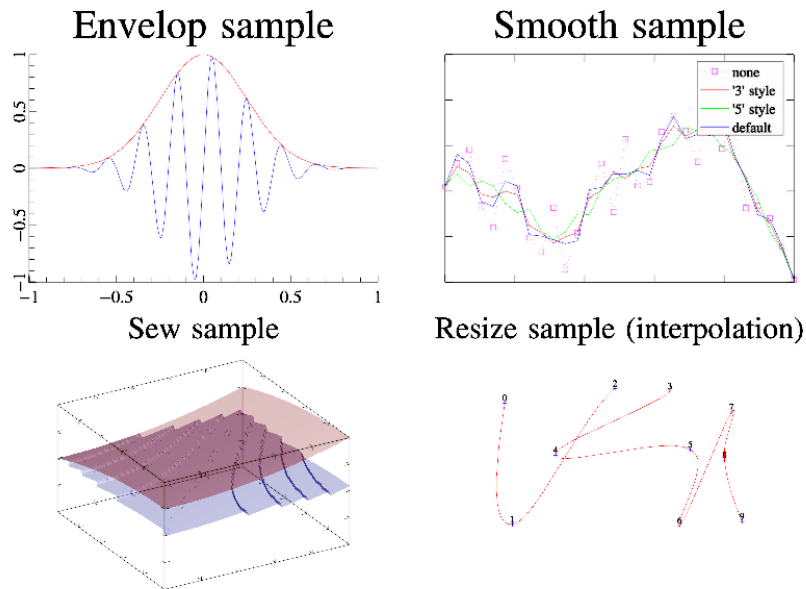 Envelop sample
Smooth sample
1
0.5
0
−0.5
−1
−1
−0.5
0
0.5
1
none
'3' style
'5' style
default
Sew sample
Resize sample (interpolation)
0
2
3
7
4
5
8
1
6
9